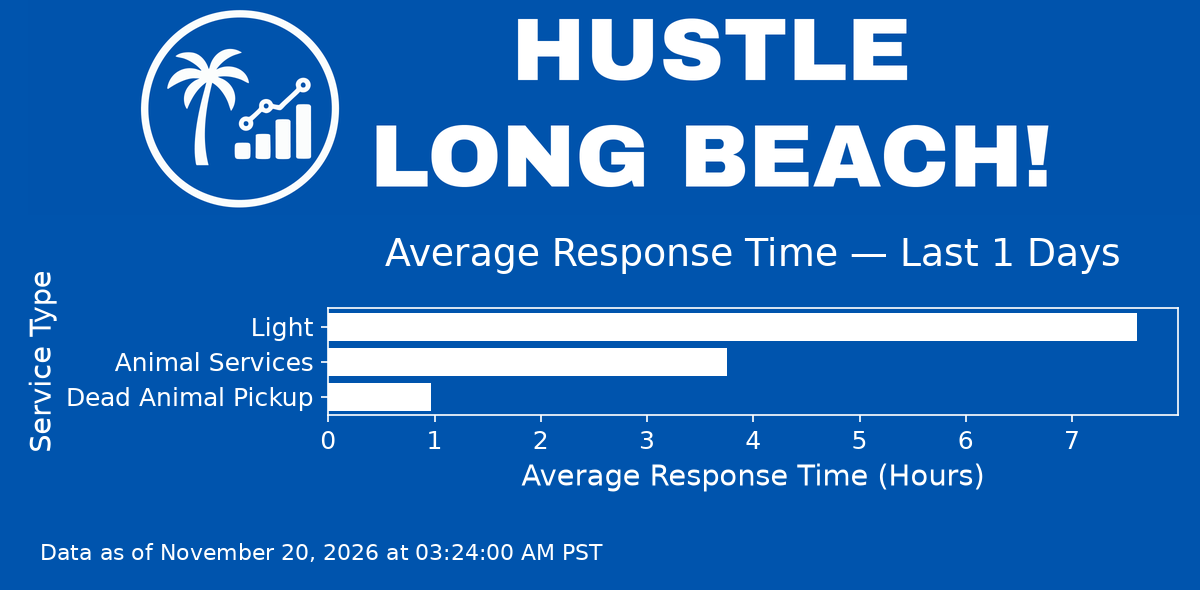 HUSTLE
LONG BEACH!
Average Response Time — Last 1 Days
Service Type
Light
Animal Services
Dead Animal Pickup
0 1 2 3 4 5 6 7
Average Response Time (Hours)
Data as of November 20, 2026 at 03:24:00 AM PST